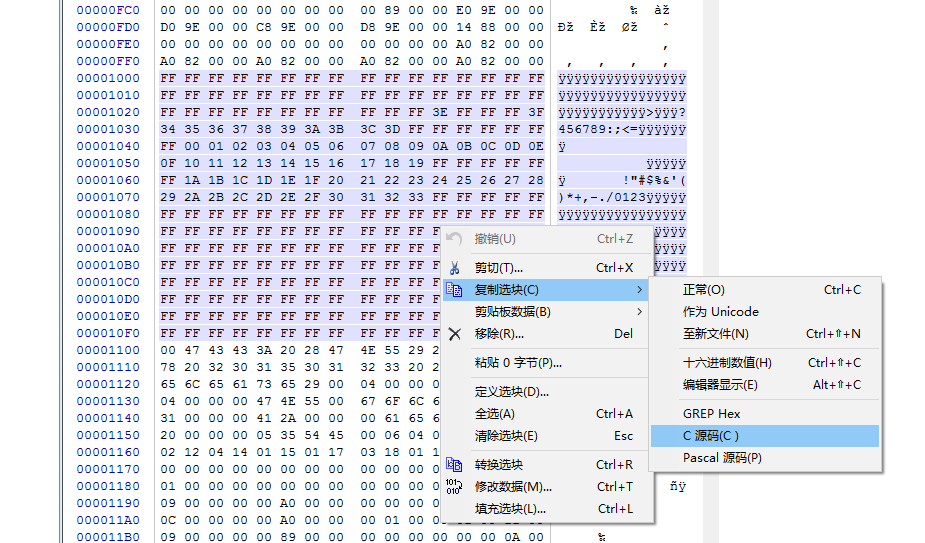 00000FC0 00 00 00 00 00 00 00 00 00 89 00 00 E0 9E 00 00 ‰ àž
00000FD0 D0 9E 00 00 C8 9E 00 00 D8 9E 00 00 14 88 00 00 Ðž Èž Øž ˆ
00000FE0 00 00 00 00 00 00 00 00 00 00 00 00 A0 82 00 00 ‚
00000FF0 A0 82 00 00 A0 82 00 00 A0 82 00 00 A0 82 00 00 ‚ ‚ ‚ ‚
00001000 FF FF FF FF FF FF FF FF FF FF FF FF FF FF FF FF ÿÿÿÿÿÿÿÿÿÿÿÿÿÿÿÿ
00001010 FF FF FF FF FF FF FF FF FF FF FF FF FF FF FF FF ÿÿÿÿÿÿÿÿÿÿÿÿÿÿÿÿ
00001020 FF FF FF FF FF FF FF FF FF FF FF 3E FF FF FF 3F ÿÿÿÿÿÿÿÿÿÿÿ>ÿÿÿ?
00001030 34 35 36 37 38 39 3A 3B 3C 3D FF FF FF FF FF FF 456789:;<=ÿÿÿÿÿÿ
00001040 FF 00 01 02 03 04 05 06 07 08 09 0A 0B 0C 0D 0E ÿ
00001050 0F 10 11 12 13 14 15 16 17 18 19 FF FF FF FF FF ÿÿÿÿÿ
00001060 FF 1A 1B 1C 1D 1E 1F 20 21 22 23 24 25 26 27 28 ÿ !"#$%&'(
00001070 29 2A 2B 2C 2D 2E 2F 30 31 32 33 FF FF FF FF FF )*+,-./0123ÿÿÿÿÿ
00001080 FF FF FF FF FF FF FF FF FF FF FF FF FF FF FF FF ÿÿÿÿÿÿÿÿÿÿÿÿÿÿÿÿ
00001090 FF FF FF FF FF FF FF FF FF FF FF FF ÿÿÿÿ
000010A0 FF FF FF FF FF FF FF FF FF FF FF FF ÿÿÿÿ
000010B0 FF FF FF FF FF FF FF FF FF FF FF FF ÿÿÿÿ
000010C0 FF FF FF FF FF FF FF FF FF FF FF FF
000010D0 FF FF FF FF FF FF FF FF FF FF FF FF
000010E0 FF FF FF FF FF FF FF FF FF FF FF FF
000010F0 FF FF FF FF FF FF FF FF FF FF FF FF
00001100 00 47 43 43 3A 20 28 47 4E 55 29 2
00001110 78 20 32 30 31 35 30 31 32 33 20 2
00001120 65 6C 65 61 73 65 29 00 04 00 00 0
00001130 04 00 00 00 47 4E 55 00 67 6F 6C 6
00001140 31 00 00 00 41 2A 00 00 00 61 65 6
00001150 20 00 00 00 05 35 54 45 00 06 04 0
00001160 02 12 04 14 01 15 01 17 03 18 01 1
00001170 00 00 00 00 00 00 00 00 00 00 00 0
00001180 01 00 00 00 00 00 00 00 00 00 00 0 ñÿ
00001190 09 00 00 00 00 A0 00 00 00 00 00 0
000011A0 0C 00 00 00 00 A0 00 00 00 01 00
000011B0 09 00 00 00 00 89 00 00 00 00 00 00 0A 00 ‰
撤销(U) Ctrl+Z
剪切(T)... Ctrl+X
复制选块(C)
剪贴板数据(B)
移除(R)... Del
粘贴 0 字节(P)...
定义选块(D)...
全选(A) Ctrl+A
清除选块(E) Esc
转换选块 Ctrl+R
修改数据(M)... Ctrl+T
填充选块(L)... Ctrl+L
正常(O) Ctrl+C
作为 Unicode
至新文件(N) Ctrl+⇑+N
十六进制数值(H) Ctrl+⇑+C
编辑器显示(E) Alt+⇑+C
GREP Hex
C 源码(C )
Pascal 源码(P)